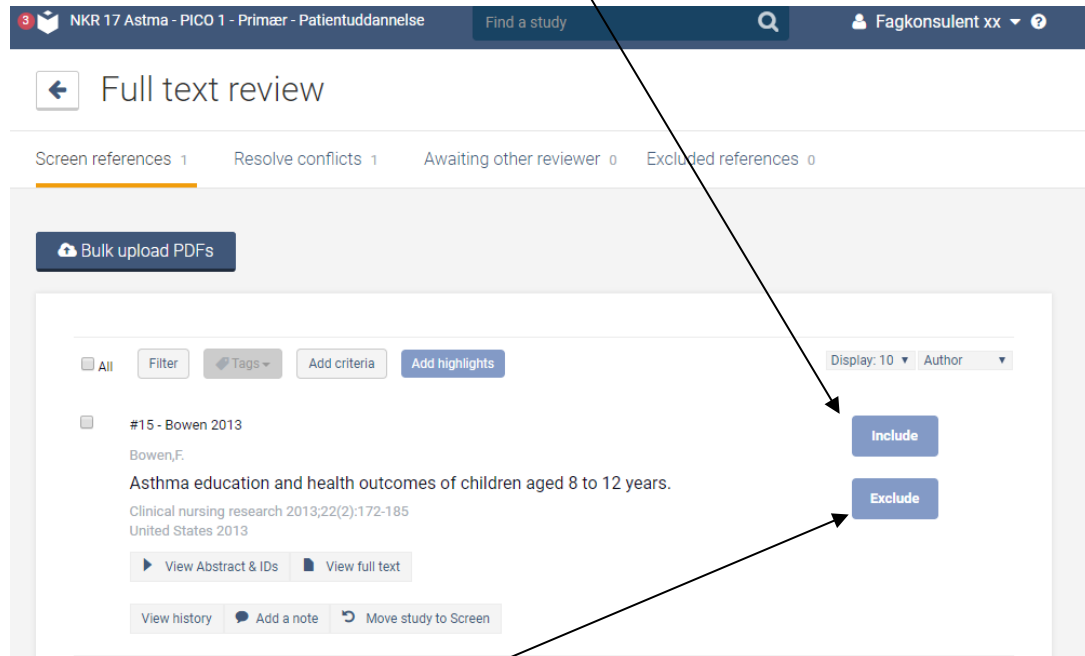 3 NKR 17 Astma - PICO 1 - Primær - Patientuddannelse Find a study Fagkonsulent xx ?
Full text review
Screen references 1 Resolve conflicts 1 Awaiting other reviewer 0 Excluded references 0
Bulk upload PDFs
All Filter Tags Add criteria Add highlights Display: 10 Author
#15 - Bowen 2013 Include
Bowen,F.
Asthma education and health outcomes of children aged 8 to 12 years.
Exclude
Clinical nursing research 2013;22(2):172-185
United States 2013
View Abstract & IDs View full text
View history Add a note Move study to Screen